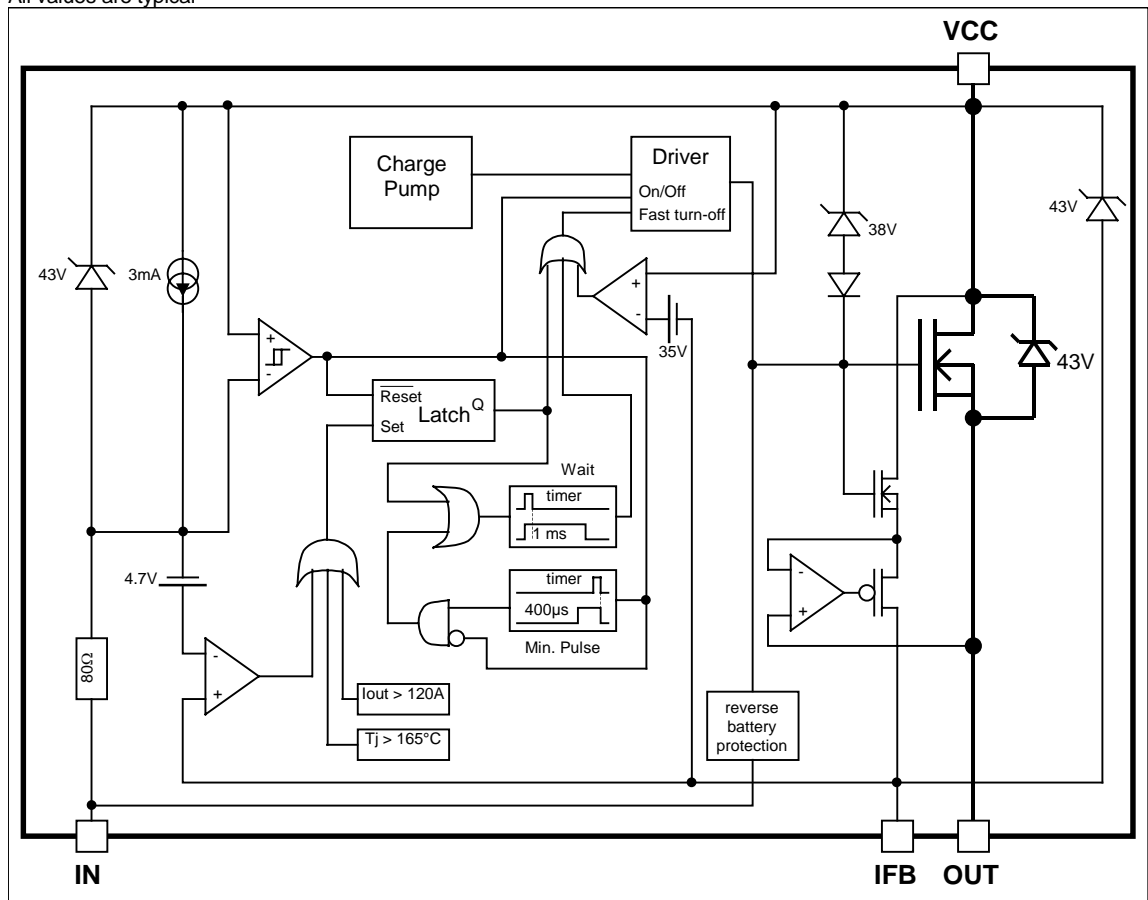 All values are typical
VCC
Charge
Pump
Driver
On/Off
Fast turn-off
43V
3mA
38V
43V
+
-
+
-
35V
43V
Reset
Latch
Q
Set
Wait
timer
1 ms
4.7V
timer
400µs
Min. Pulse
-
+
80Ω
-
+
Iout > 120A
Tj > 165°C
reverse
battery
protection
IN
IFB
OUT